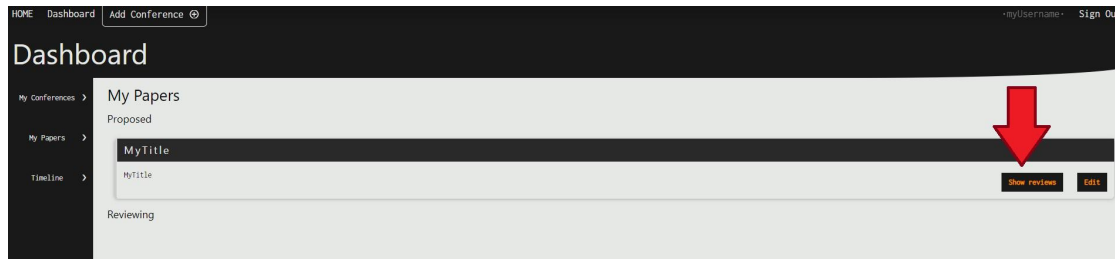 HOME Dashboard Add Conference ⊕ -myUsername- Sign Ou
Dashboard
My Conferences >
My Papers >
Timeline >
My Papers
Proposed
MyTitle
MyTitle
Show reviews Edit
Reviewing